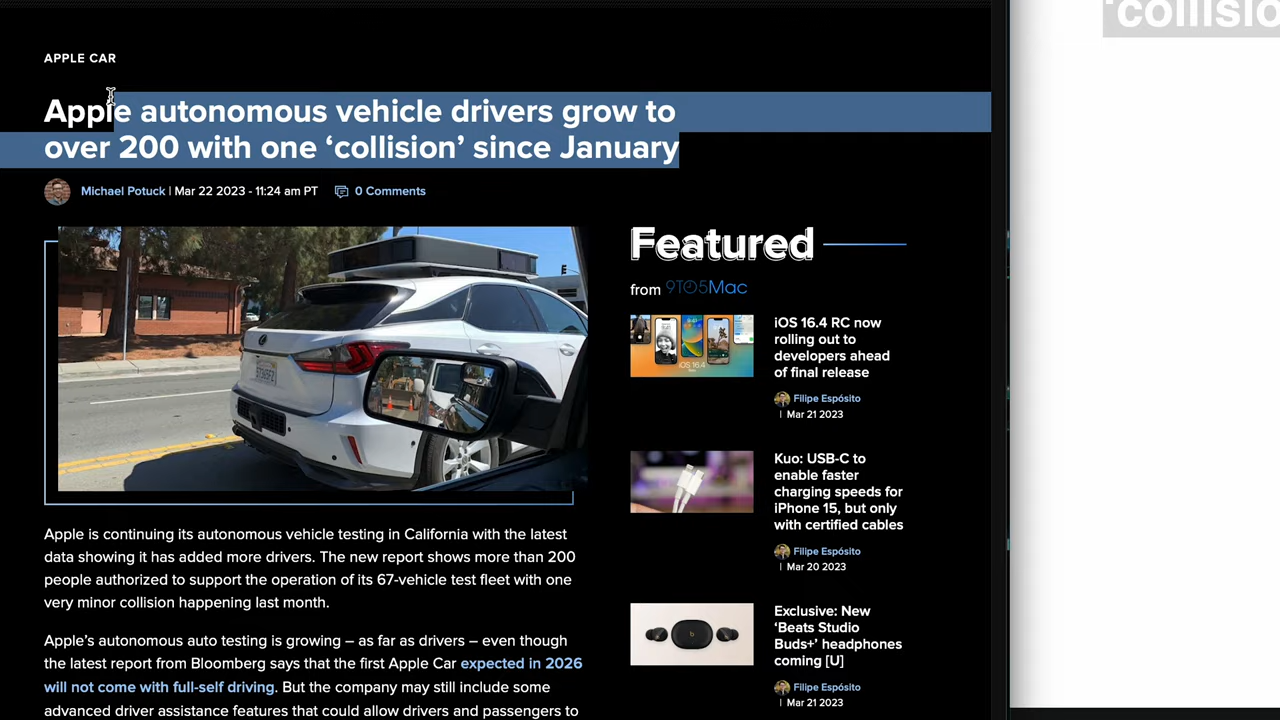 'collisio
APPLE CAR
Apple autonomous vehicle drivers grow to
over 200 with one ‘collision’ since January
Michael Potuck | Mar 22 2023 - 11:24 am PT 0 Comments
Featured
from 9TO5Mac
iOS 16.4 RC now
rolling out to
developers ahead
of final release
Filipe Espósito
| Mar 21 2023
Kuo: USB-C to
enable faster
charging speeds for
iPhone 15, but only
with certified cables
Filipe Espósito
| Mar 20 2023
Exclusive: New
‘Beats Studio
Buds+’ headphones
coming [U]
Filipe Espósito
| Mar 21 2023
Apple is continuing its autonomous vehicle testing in California with the latest
data showing it has added more drivers. The new report shows more than 200
people authorized to support the operation of its 67-vehicle test fleet with one
very minor collision happening last month.
Apple’s autonomous auto testing is growing – as far as drivers – even though
the latest report from Bloomberg says that the first Apple Car expected in 2026
will not come with full-self driving. But the company may still include some
advanced driver assistance features that could allow drivers and passengers to